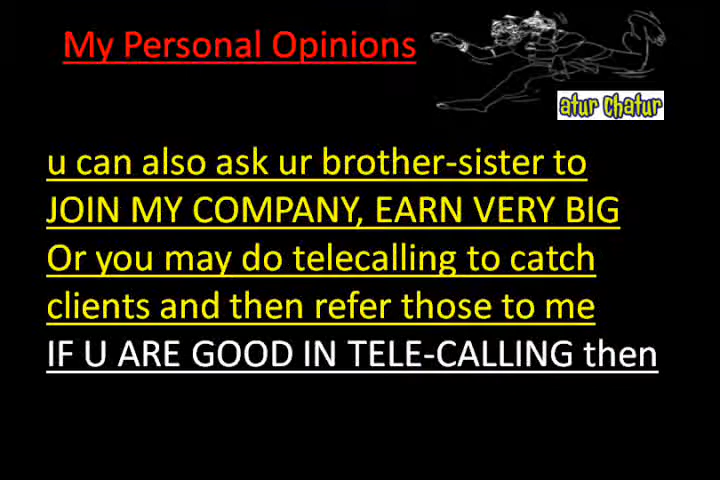 My Personal Opinions
atur chatur
u can also ask ur brother-sister to
JOIN MY COMPANY, EARN VERY BIG
Or you may do telecalling to catch
clients and then refer those to me
IF U ARE GOOD IN TELE-CALLING then